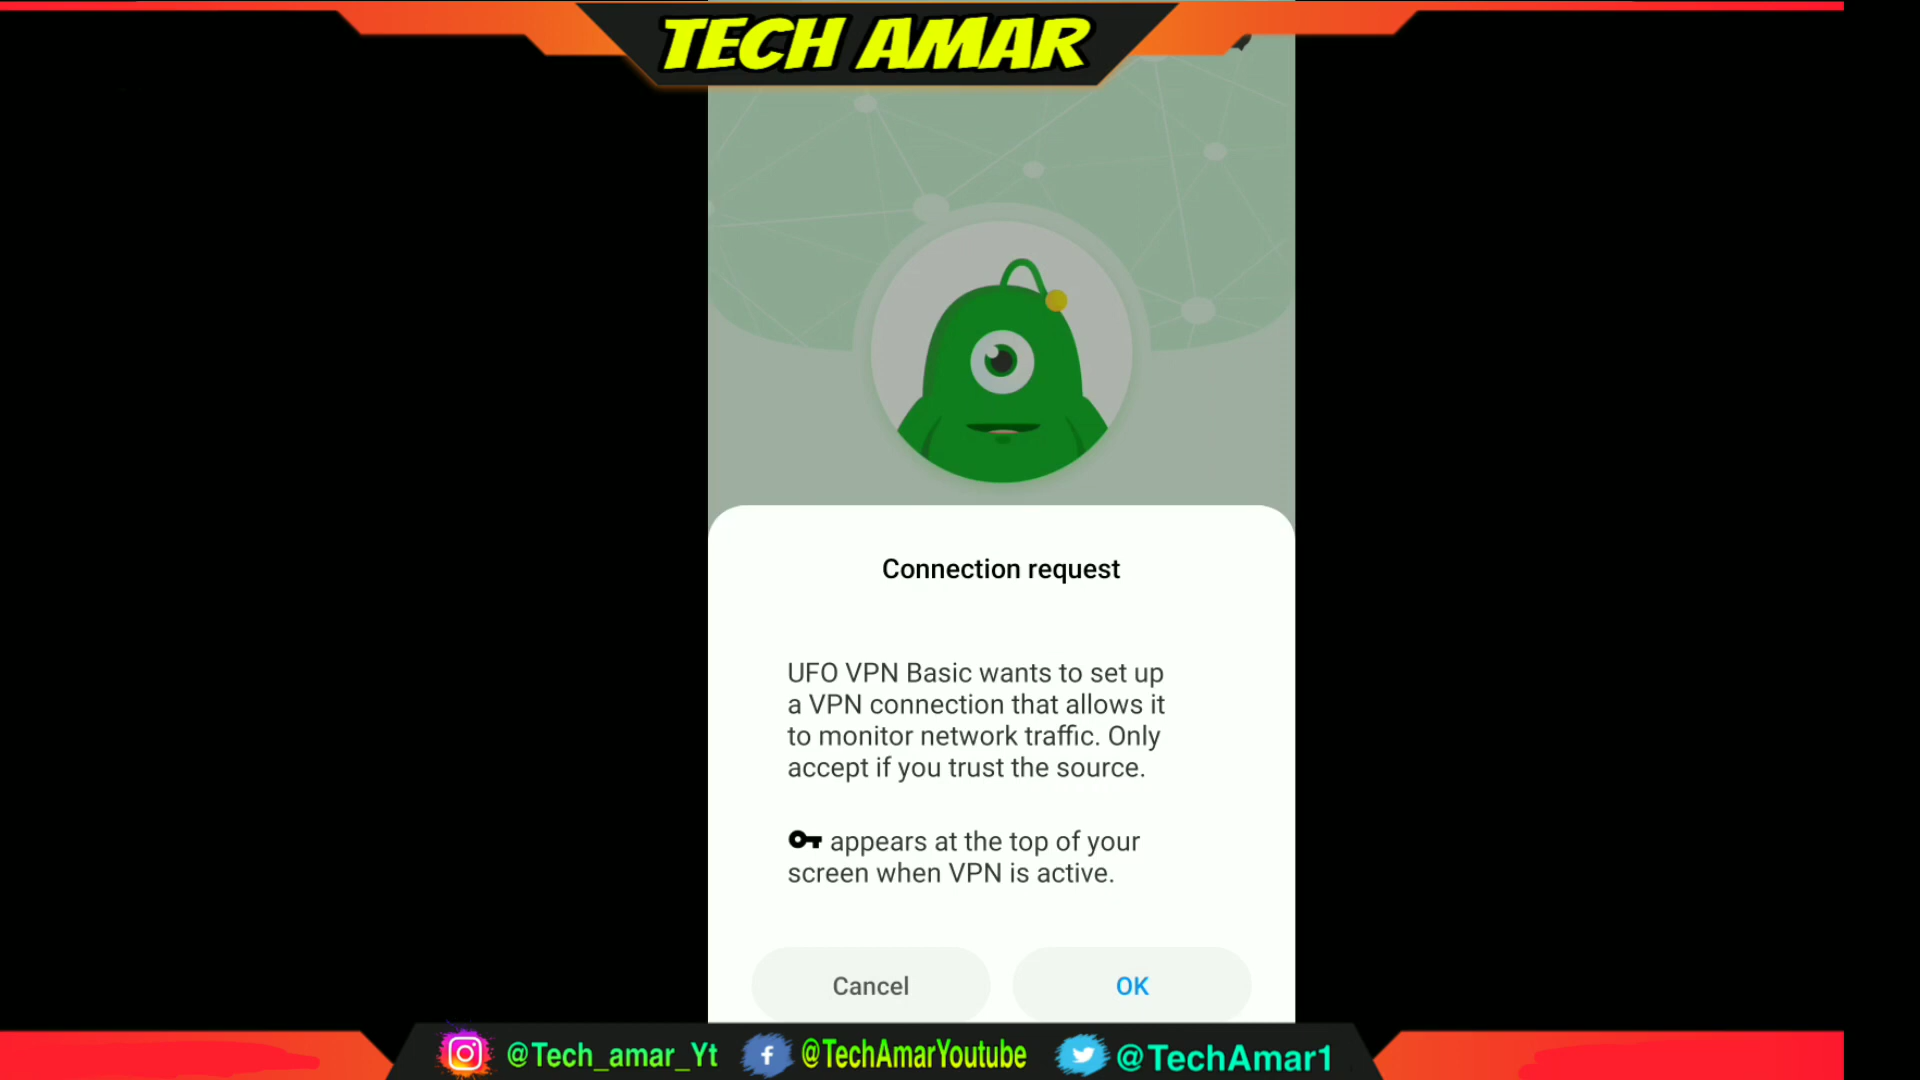 TECH AMAR
Connection request
UFO VPN Basic wants to set up
a VPN connection that allows it
to monitor network traffic. Only
accept if you trust the source.
appears at the top of your
screen when VPN is active.
Cancel OK
@Tech_amar_Yt @TechAmarYoutube @TechAmar1